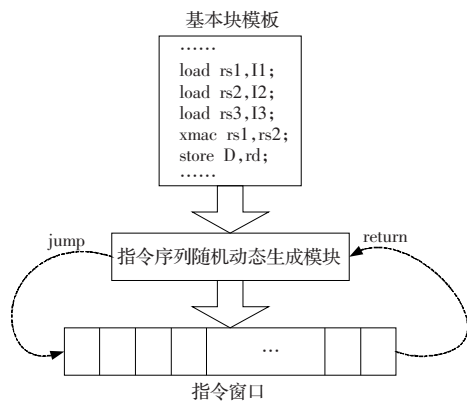 基本块模板
……
load rs1,I1;
load rs2,I2;
load rs3,I3;
xmac rs1,rs2;
store D,rd;
……
jump
return
指令序列随机动态生成模块
…
指令窗口